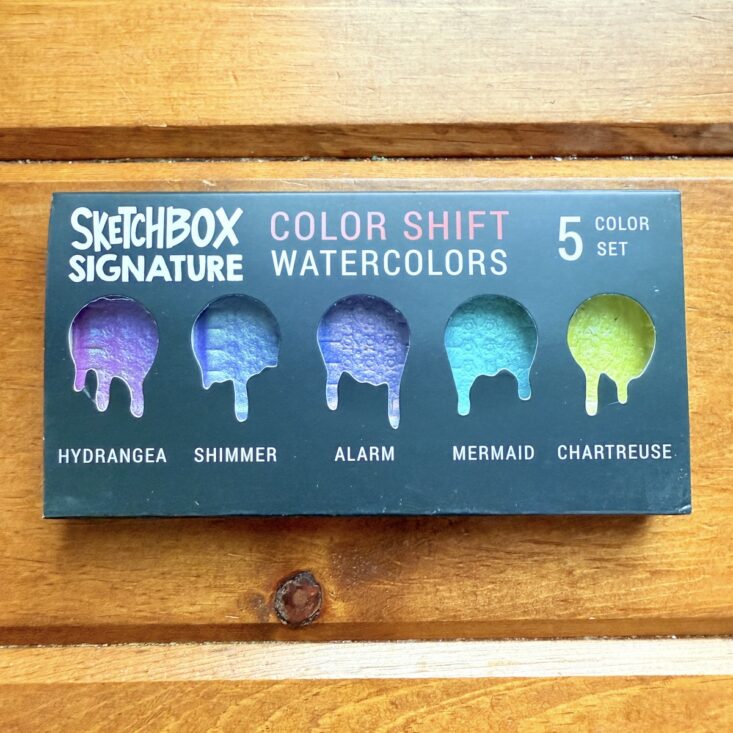 SKETCHBOX
SIGNATURE
COLOR SHIFT
WATERCOLORS
5 COLOR
SET
HYDRANGEA
SHIMMER
ALARM
MERMAID
CHARTREUSE